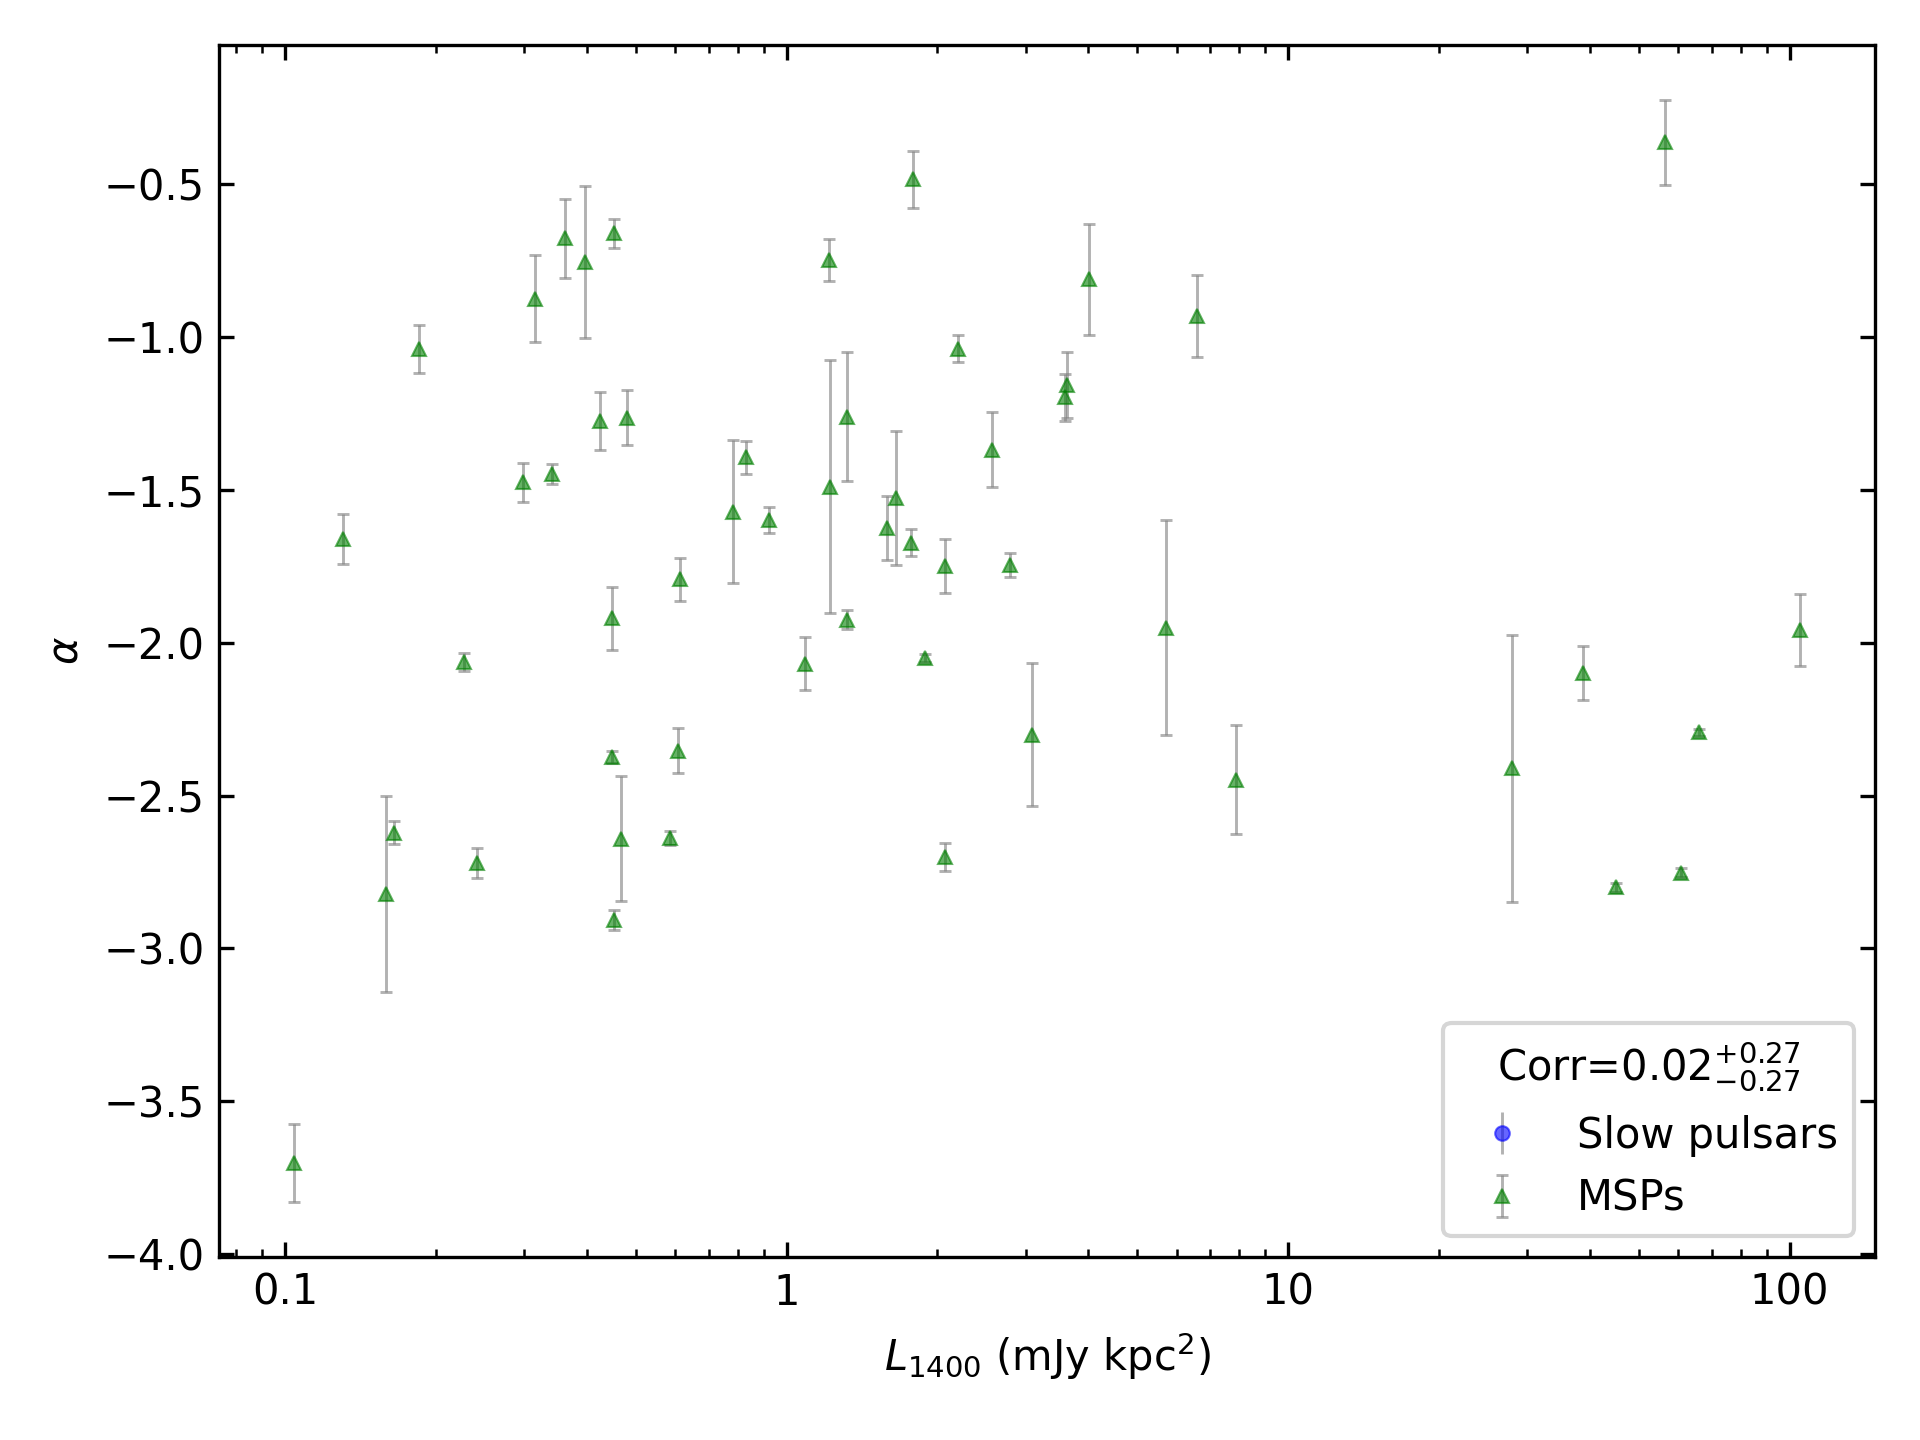 −0.5
−1.0
−1.5
−2.0
−2.5
−3.0
−3.5
−4.0
α
0.1 1 10 100
L₁₄₀₀ (mJy kpc²)
Corr=0.02 +0.27 −0.27
Slow pulsars
MSPs